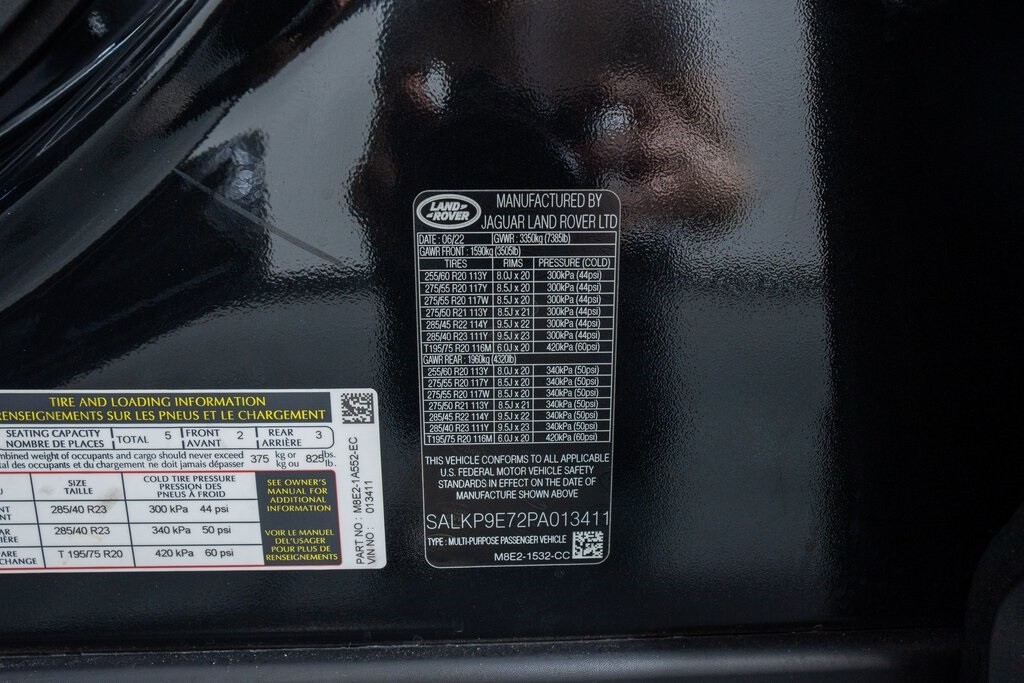 LAND ROVER
MANUFACTURED BY
JAGUAR LAND ROVER LTD
DATE : 06/22 GVWR : 3350kg (7385lb)
GAWR FRONT : 1590kg (3505lb)
TIRES RIMS PRESSURE (COLD)
255/60 R20 113Y 8.0J x 20 300kPa (44psi)
275/55 R20 117Y 8.5J x 20 300kPa (44psi)
275/55 R20 117W 8.5J x 20 300kPa (44psi)
275/50 R21 113Y 8.5J x 21 300kPa (44psi)
285/45 R22 114Y 9.5J x 22 300kPa (44psi)
285/40 R23 111Y 9.5J x 23 300kPa (44psi)
T195/75 R20 116M 6.0J x 20 420kPa (60psi)
GAWR REAR : 1960kg (4320lb)
255/60 R20 113Y 8.0J x 20 340kPa (50psi)
275/55 R20 117Y 8.5J x 20 340kPa (50psi)
275/55 R20 117W 8.5J x 20 340kPa (50psi)
275/50 R21 113Y 8.5J x 21 340kPa (50psi)
285/45 R22 114Y 9.5J x 22 340kPa (50psi)
285/40 R23 111Y 9.5J x 23 340kPa (50psi)
T195/75 R20 116M 6.0J x 20 420kPa (60psi)
THIS VEHICLE CONFORMS TO ALL APPLICABLE
U.S. FEDERAL MOTOR VEHICLE SAFETY
STANDARDS IN EFFECT ON THE DATE OF
MANUFACTURE SHOWN ABOVE
SALKP9E72PA013411
TYPE : MULTI-PURPOSE PASSENGER VEHICLE
M8E2-1532-CC
TIRE AND LOADING INFORMATION
RENSEIGNEMENTS SUR LES PNEUS ET LE CHARGEMENT
SEATING CAPACITY
NOMBRE DE PLACES
TOTAL 5
FRONT
AVANT 2
REAR
ARRIÈRE 3
mbined weight of occupants and cargo should never exceed
tal des occupants et du chargement ne doit jamais dépasser
375 kg or
kg ou
825 lbs.
lb.
SIZE
TAILLE
COLD TIRE PRESSURE
PRESSION DES
PNEUS À FROID
285/40 R23 300 kPa 44 psi
285/40 R23 340 kPa 50 psi
T 195/75 R20 420 kPa 60 psi
SEE OWNER'S
MANUAL FOR
ADDITIONAL
INFORMATION
VOIR LE MANUEL
DE L'USAGER
POUR PLUS DE
RENSEIGNEMENTS
PART NO : M8E2-1A552-EC
VIN NO : 013411